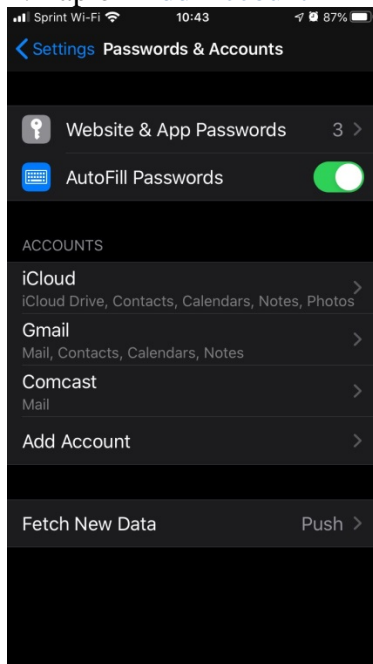 Sprint Wi-Fi 10:43 87%
Settings Passwords & Accounts
Website & App Passwords 3
AutoFill Passwords
ACCOUNTS
iCloud
iCloud Drive, Contacts, Calendars, Notes, Photos
Gmail
Mail, Contacts, Calendars, Notes
Comcast
Mail
Add Account
Fetch New Data Push